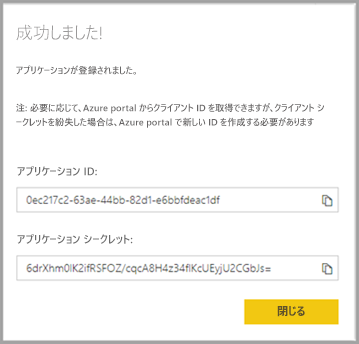 成功しました!
アプリケーションが登録されました。
注: 必要に応じて、Azure portal からクライアント ID を取得できますが、クライアント シ
ークレットを紛失した場合は、Azure portal で新しい ID を作成する必要があります
アプリケーション ID:
0ec217c2-63ae-44bb-82d1-e6bbfdeac1df
アプリケーション シークレット:
6drXhm0lK2ifRSFOZ/cqcA8H4z34flKcUEyjU2CGbJs=
閉じる